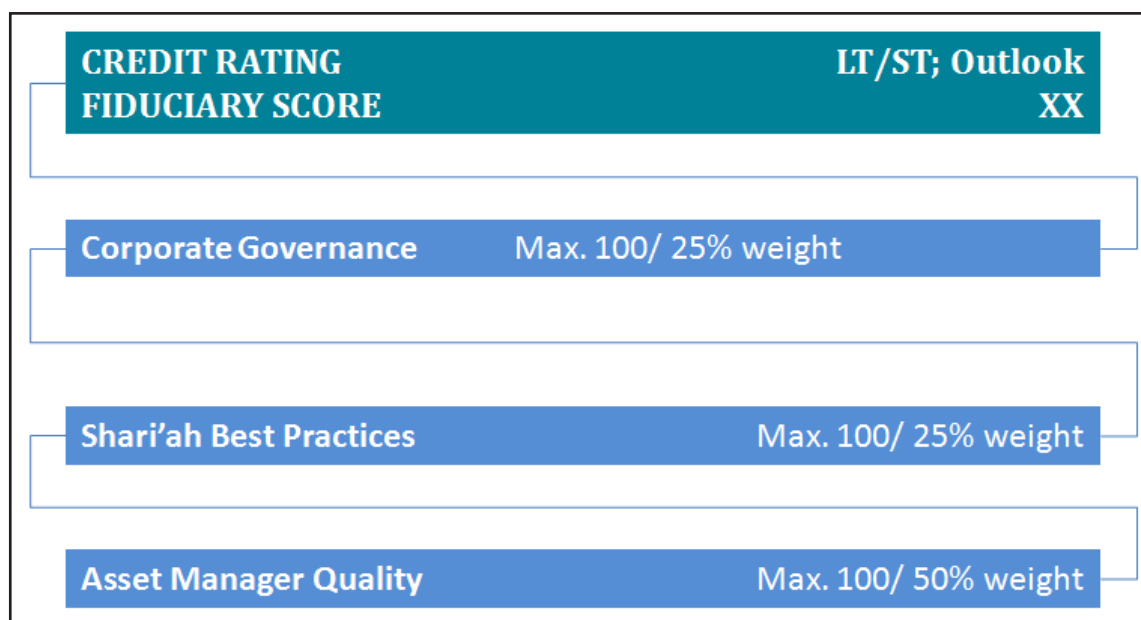 CREDIT RATING LT/ST; Outlook
FIDUCIARY SCORE XX
Corporate Governance Max. 100/ 25% weight
Shari’ah Best Practices Max. 100/ 25% weight
Asset Manager Quality Max. 100/ 50% weight